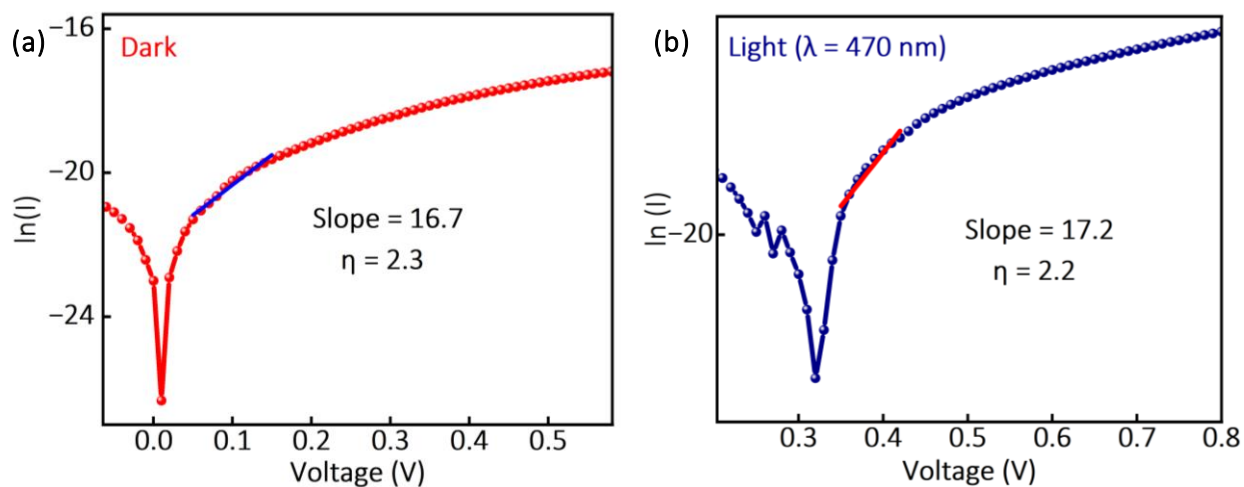 (a)
Dark
−16
−20
−24
ln(I)
Slope = 16.7
η = 2.3
0.0 0.1 0.2 0.3 0.4 0.5
Voltage (V)
(b)
Light (λ = 470 nm)
−20
ln (I)
Slope = 17.2
η = 2.2
0.3 0.4 0.5 0.6 0.7 0.8
Voltage (V)